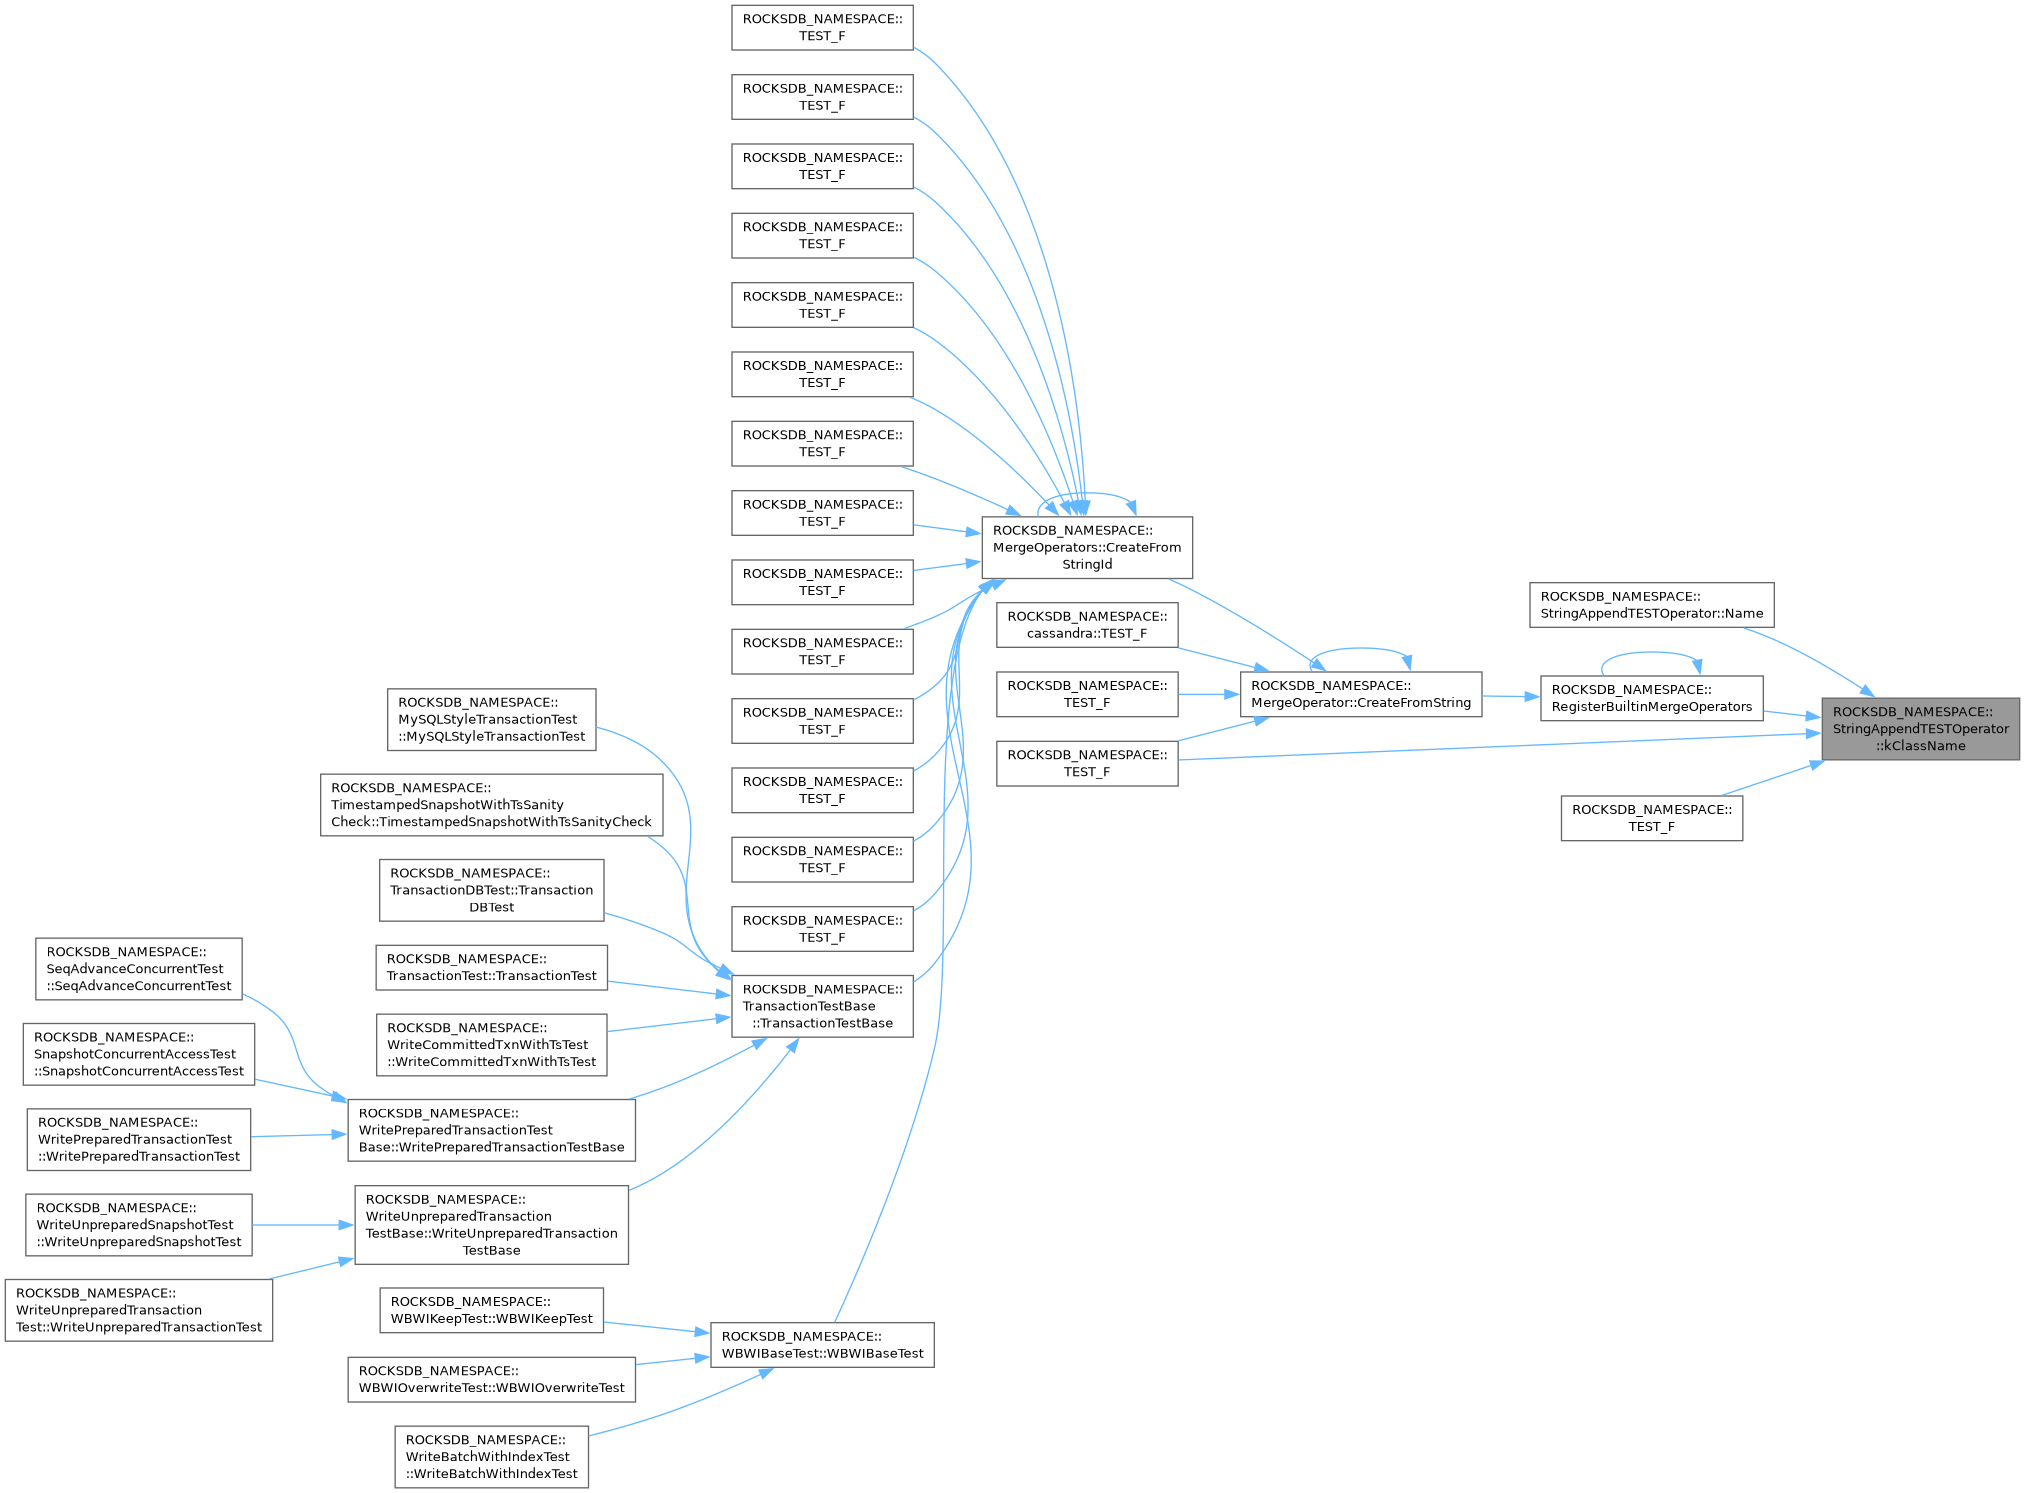 ROCKSDB_NAMESPACE::
TEST_F
ROCKSDB_NAMESPACE::
TEST_F
ROCKSDB_NAMESPACE::
TEST_F
ROCKSDB_NAMESPACE::
TEST_F
ROCKSDB_NAMESPACE::
TEST_F
ROCKSDB_NAMESPACE::
TEST_F
ROCKSDB_NAMESPACE::
TEST_F
ROCKSDB_NAMESPACE::
TEST_F
ROCKSDB_NAMESPACE::
TEST_F
ROCKSDB_NAMESPACE::
TEST_F
ROCKSDB_NAMESPACE::
TEST_F
ROCKSDB_NAMESPACE::
TEST_F
ROCKSDB_NAMESPACE::
TEST_F
ROCKSDB_NAMESPACE::
TEST_F
ROCKSDB_NAMESPACE::
MergeOperators::CreateFrom
StringId
ROCKSDB_NAMESPACE::
cassandra::TEST_F
ROCKSDB_NAMESPACE::
TEST_F
ROCKSDB_NAMESPACE::
TEST_F
ROCKSDB_NAMESPACE::
MergeOperator::CreateFromString
ROCKSDB_NAMESPACE::
StringAppendTESTOperator::Name
ROCKSDB_NAMESPACE::
RegisterBuiltinMergeOperators
ROCKSDB_NAMESPACE::
StringAppendTESTOperator
::kClassName
ROCKSDB_NAMESPACE::
TEST_F
ROCKSDB_NAMESPACE::
MySQLStyleTransactionTest
::MySQLStyleTransactionTest
ROCKSDB_NAMESPACE::
TimestampedSnapshotWithTsSanity
Check::TimestampedSnapshotWithTsSanityCheck
ROCKSDB_NAMESPACE::
TransactionDBTest::Transaction
DBTest
ROCKSDB_NAMESPACE::
TransactionTest::TransactionTest
ROCKSDB_NAMESPACE::
WriteCommittedTxnWithTsTest
::WriteCommittedTxnWithTsTest
ROCKSDB_NAMESPACE::
TransactionTestBase
::TransactionTestBase
ROCKSDB_NAMESPACE::
SeqAdvanceConcurrentTest
::SeqAdvanceConcurrentTest
ROCKSDB_NAMESPACE::
SnapshotConcurrentAccessTest
::SnapshotConcurrentAccessTest
ROCKSDB_NAMESPACE::
WritePreparedTransactionTest
::WritePreparedTransactionTest
ROCKSDB_NAMESPACE::
WritePreparedTransactionTest
Base::WritePreparedTransactionTestBase
ROCKSDB_NAMESPACE::
WriteUnpreparedSnapshotTest
::WriteUnpreparedSnapshotTest
ROCKSDB_NAMESPACE::
WriteUnpreparedTransaction
TestBase::WriteUnpreparedTransaction
TestBase
ROCKSDB_NAMESPACE::
WriteUnpreparedTransaction
Test::WriteUnpreparedTransactionTest
ROCKSDB_NAMESPACE::
WBWIKeepTest::WBWIKeepTest
ROCKSDB_NAMESPACE::
WBWIBaseTest::WBWIBaseTest
ROCKSDB_NAMESPACE::
WBWIOverwriteTest::WBWIOverwriteTest
ROCKSDB_NAMESPACE::
WriteBatchWithIndexTest
::WriteBatchWithIndexTest